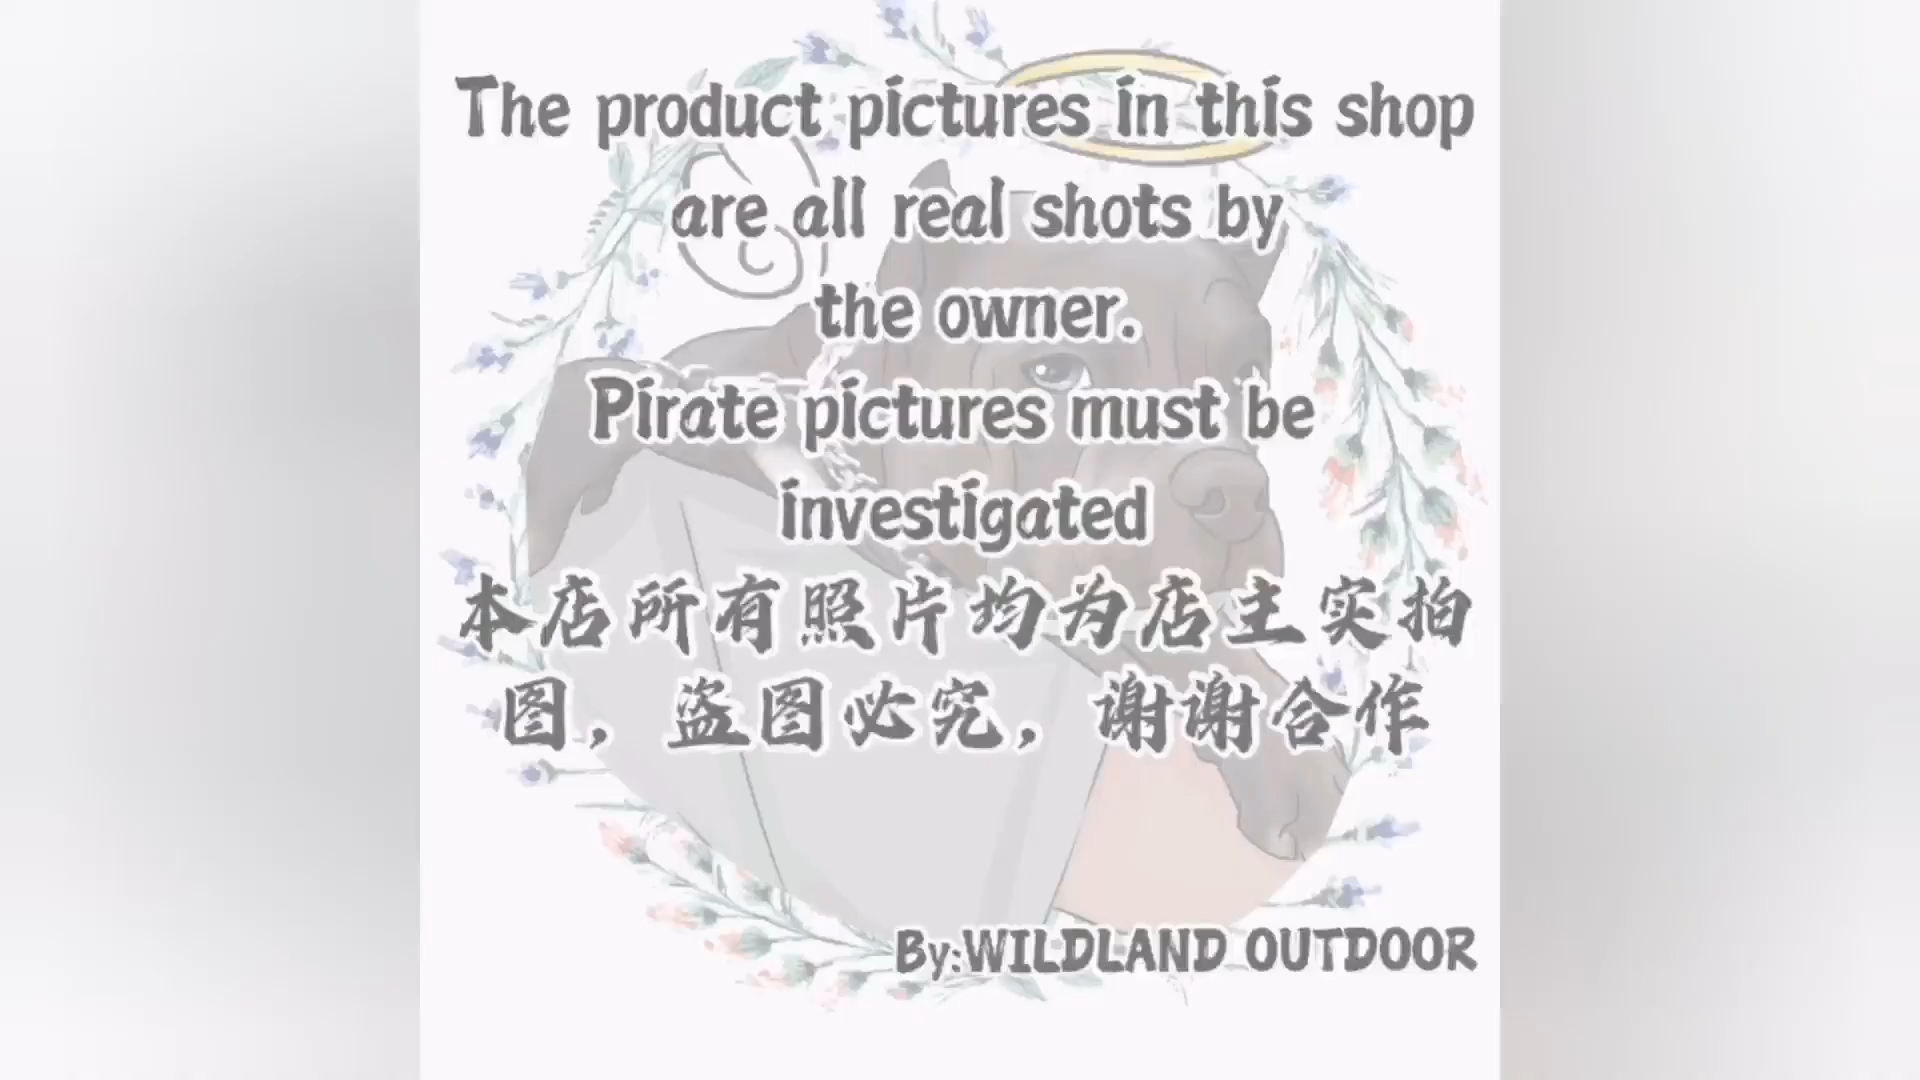 The product pictures in this shop
are all real shots by
the owner.
Pirate pictures must be
investigated
本店所有照片均为店主实拍
图，盗图必究，谢谢合作
By:WILDLAND OUTDOOR